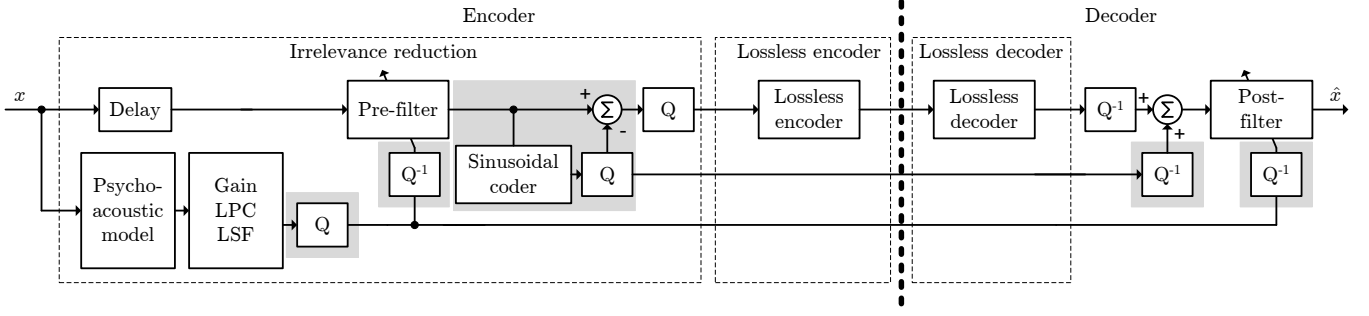 Encoder
Decoder
Irrelevance reduction
Lossless encoder
Lossless decoder
x
Delay
Pre-filter
+
Σ
-
Q
Lossless
encoder
Lossless
decoder
Q-1
+
Σ
+
Post-
filter
x̂
Psycho-
acoustic
model
Gain
LPC
LSF
Q
Q-1
Sinusoidal
coder
Q
Q-1
Q-1